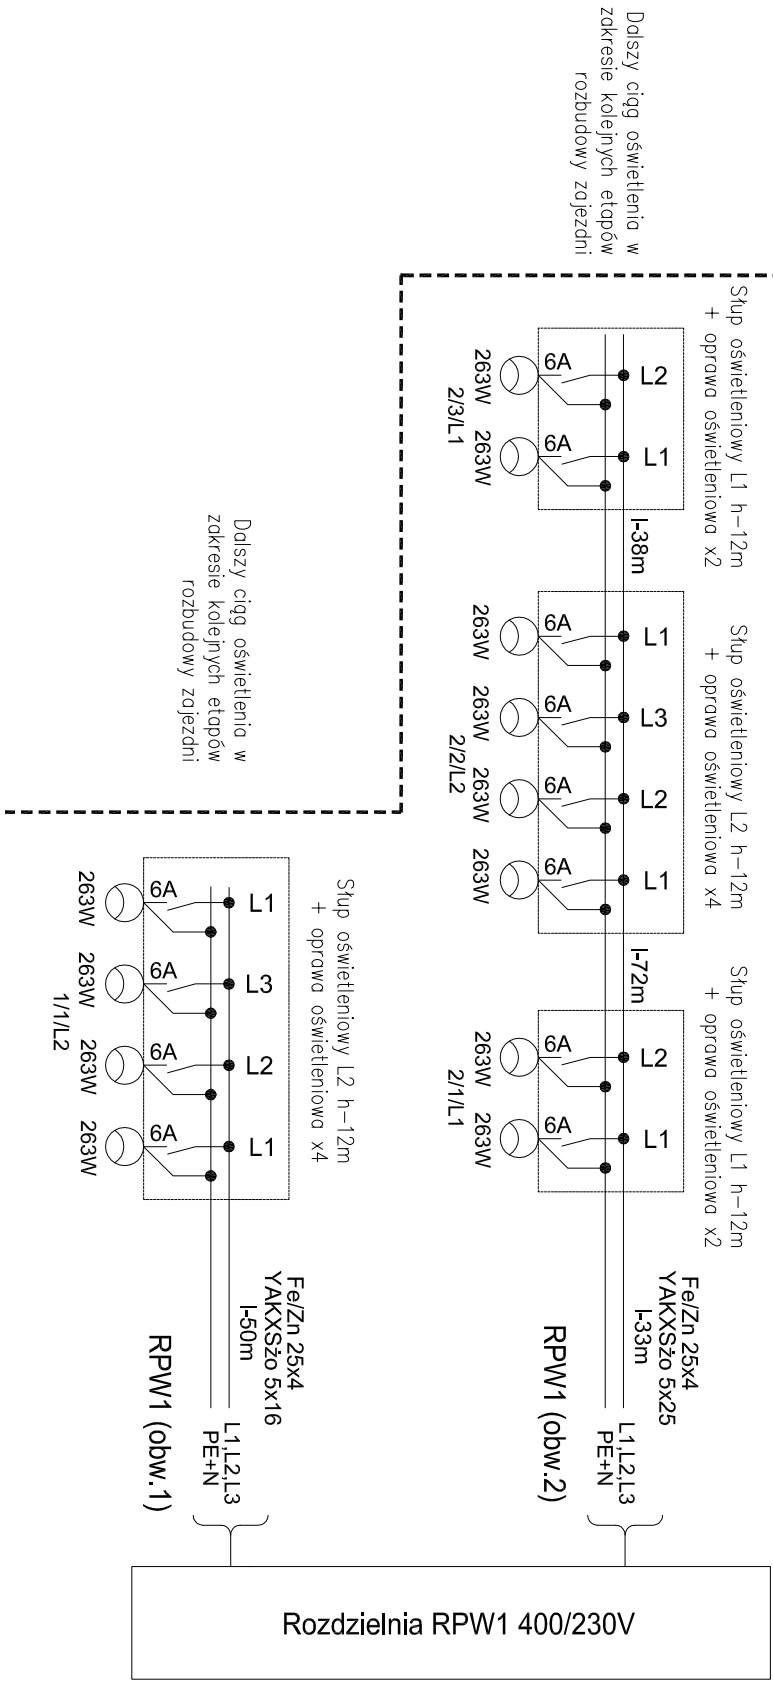 Dalszy ciąg oświetlenia w
zakresie kolejnych etapów
rozbudowy zajezdni
Słup oświetleniowy L1 h-12m
+ oprawa oświetleniowa x2
L2
6A
263W
L1
6A
263W
2/3/L1
l-38m
Słup oświetleniowy L2 h-12m
+ oprawa oświetleniowa x4
L1
6A
263W
L3
6A
263W
L2
6A
263W
L1
6A
263W
2/2/L2
l-72m
Słup oświetleniowy L1 h-12m
+ oprawa oświetleniowa x2
L2
6A
263W
L1
6A
263W
2/1/L1
Fe/Zn 25x4
YAKXSżo 5x25
l-33m
L1,L2,L3
PE+N
RPW1 (obw.2)
Dalszy ciąg oświetlenia w
zakresie kolejnych etapów
rozbudowy zajezdni
Słup oświetleniowy L2 h-12m
+ oprawa oświetleniowa x4
L1
6A
263W
L3
6A
263W
L2
6A
263W
L1
6A
263W
1/1/L2
Fe/Zn 25x4
YAKXSżo 5x16
l-50m
L1,L2,L3
PE+N
RPW1 (obw.1)
Rozdzielnia RPW1 400/230V